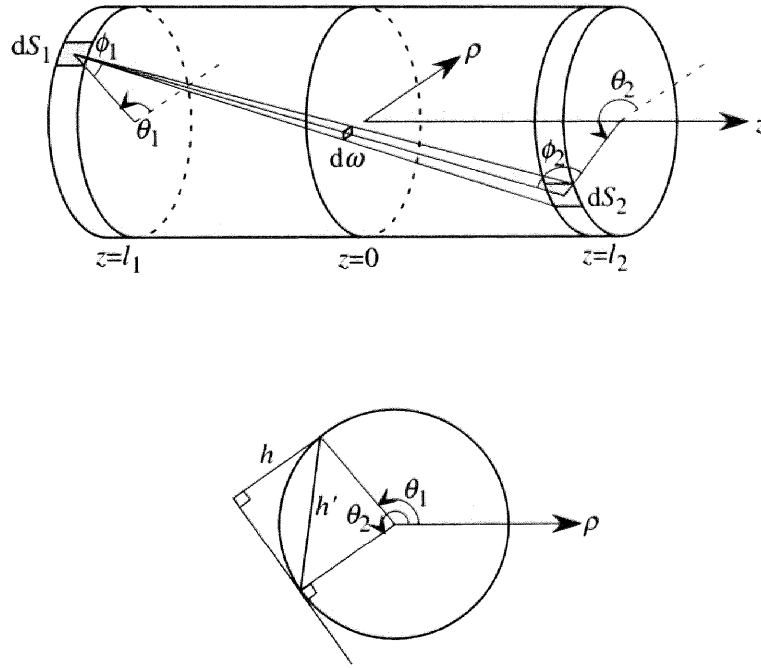 dS₁
ϕ₁
θ₁
ρ
dω
θ₂
ϕ₂
dS₂
z
z=l₁
z=0
z=l₂
h
h'
θ₂
θ₁
ρ